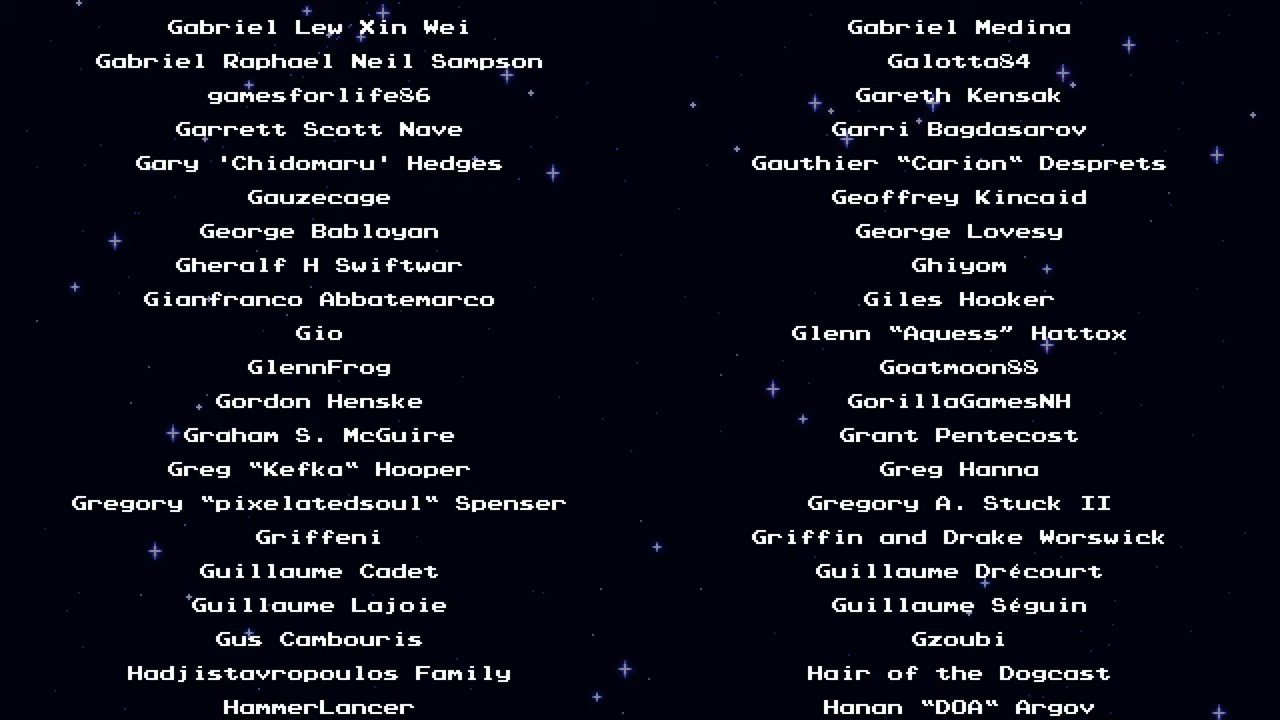 Gabriel Lew Xin Wei
Gabriel Medina
Gabriel Raphael Neil Sampson
Galotta84
gamesforlife86
Gareth Kensak
Garrett Scott Nave
Garri Bagdasarov
Gary 'Chidomaru' Hedges
Gauthier “Carion“ Desprets
Gauzecage
Geoffrey Kincaid
George Babloyan
George Lovesy
Gheralf H Swiftwar
Ghiyom
Gianfranco Abbatemarco
Giles Hooker
Gio
Glenn “Aquess” Hattox
GlennFrog
Goatmoon88
Gordon Henske
GorillaGamesNH
Graham S. McGuire
Grant Pentecost
Greg “Kefka“ Hooper
Greg Hanna
Gregory “pixelatedsoul“ Spenser
Gregory A. Stuck II
Griffeni
Griffin and Drake Worswick
Guillaume Cadet
Guillaume Drécourt
Guillaume Lajoie
Guillaume Séguin
Gus Cambouris
Gzoubi
Hadjistavropoulos Family
Hair of the Dogcast
HammerLancer
Hanan “DOA“ Argov